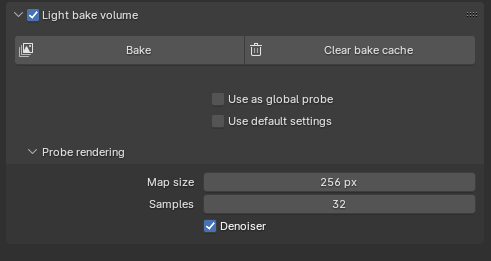 Light bake volume
Bake Clear bake cache
Use as global probe
Use default settings
Probe rendering
Map size 256 px
Samples 32
Denoiser